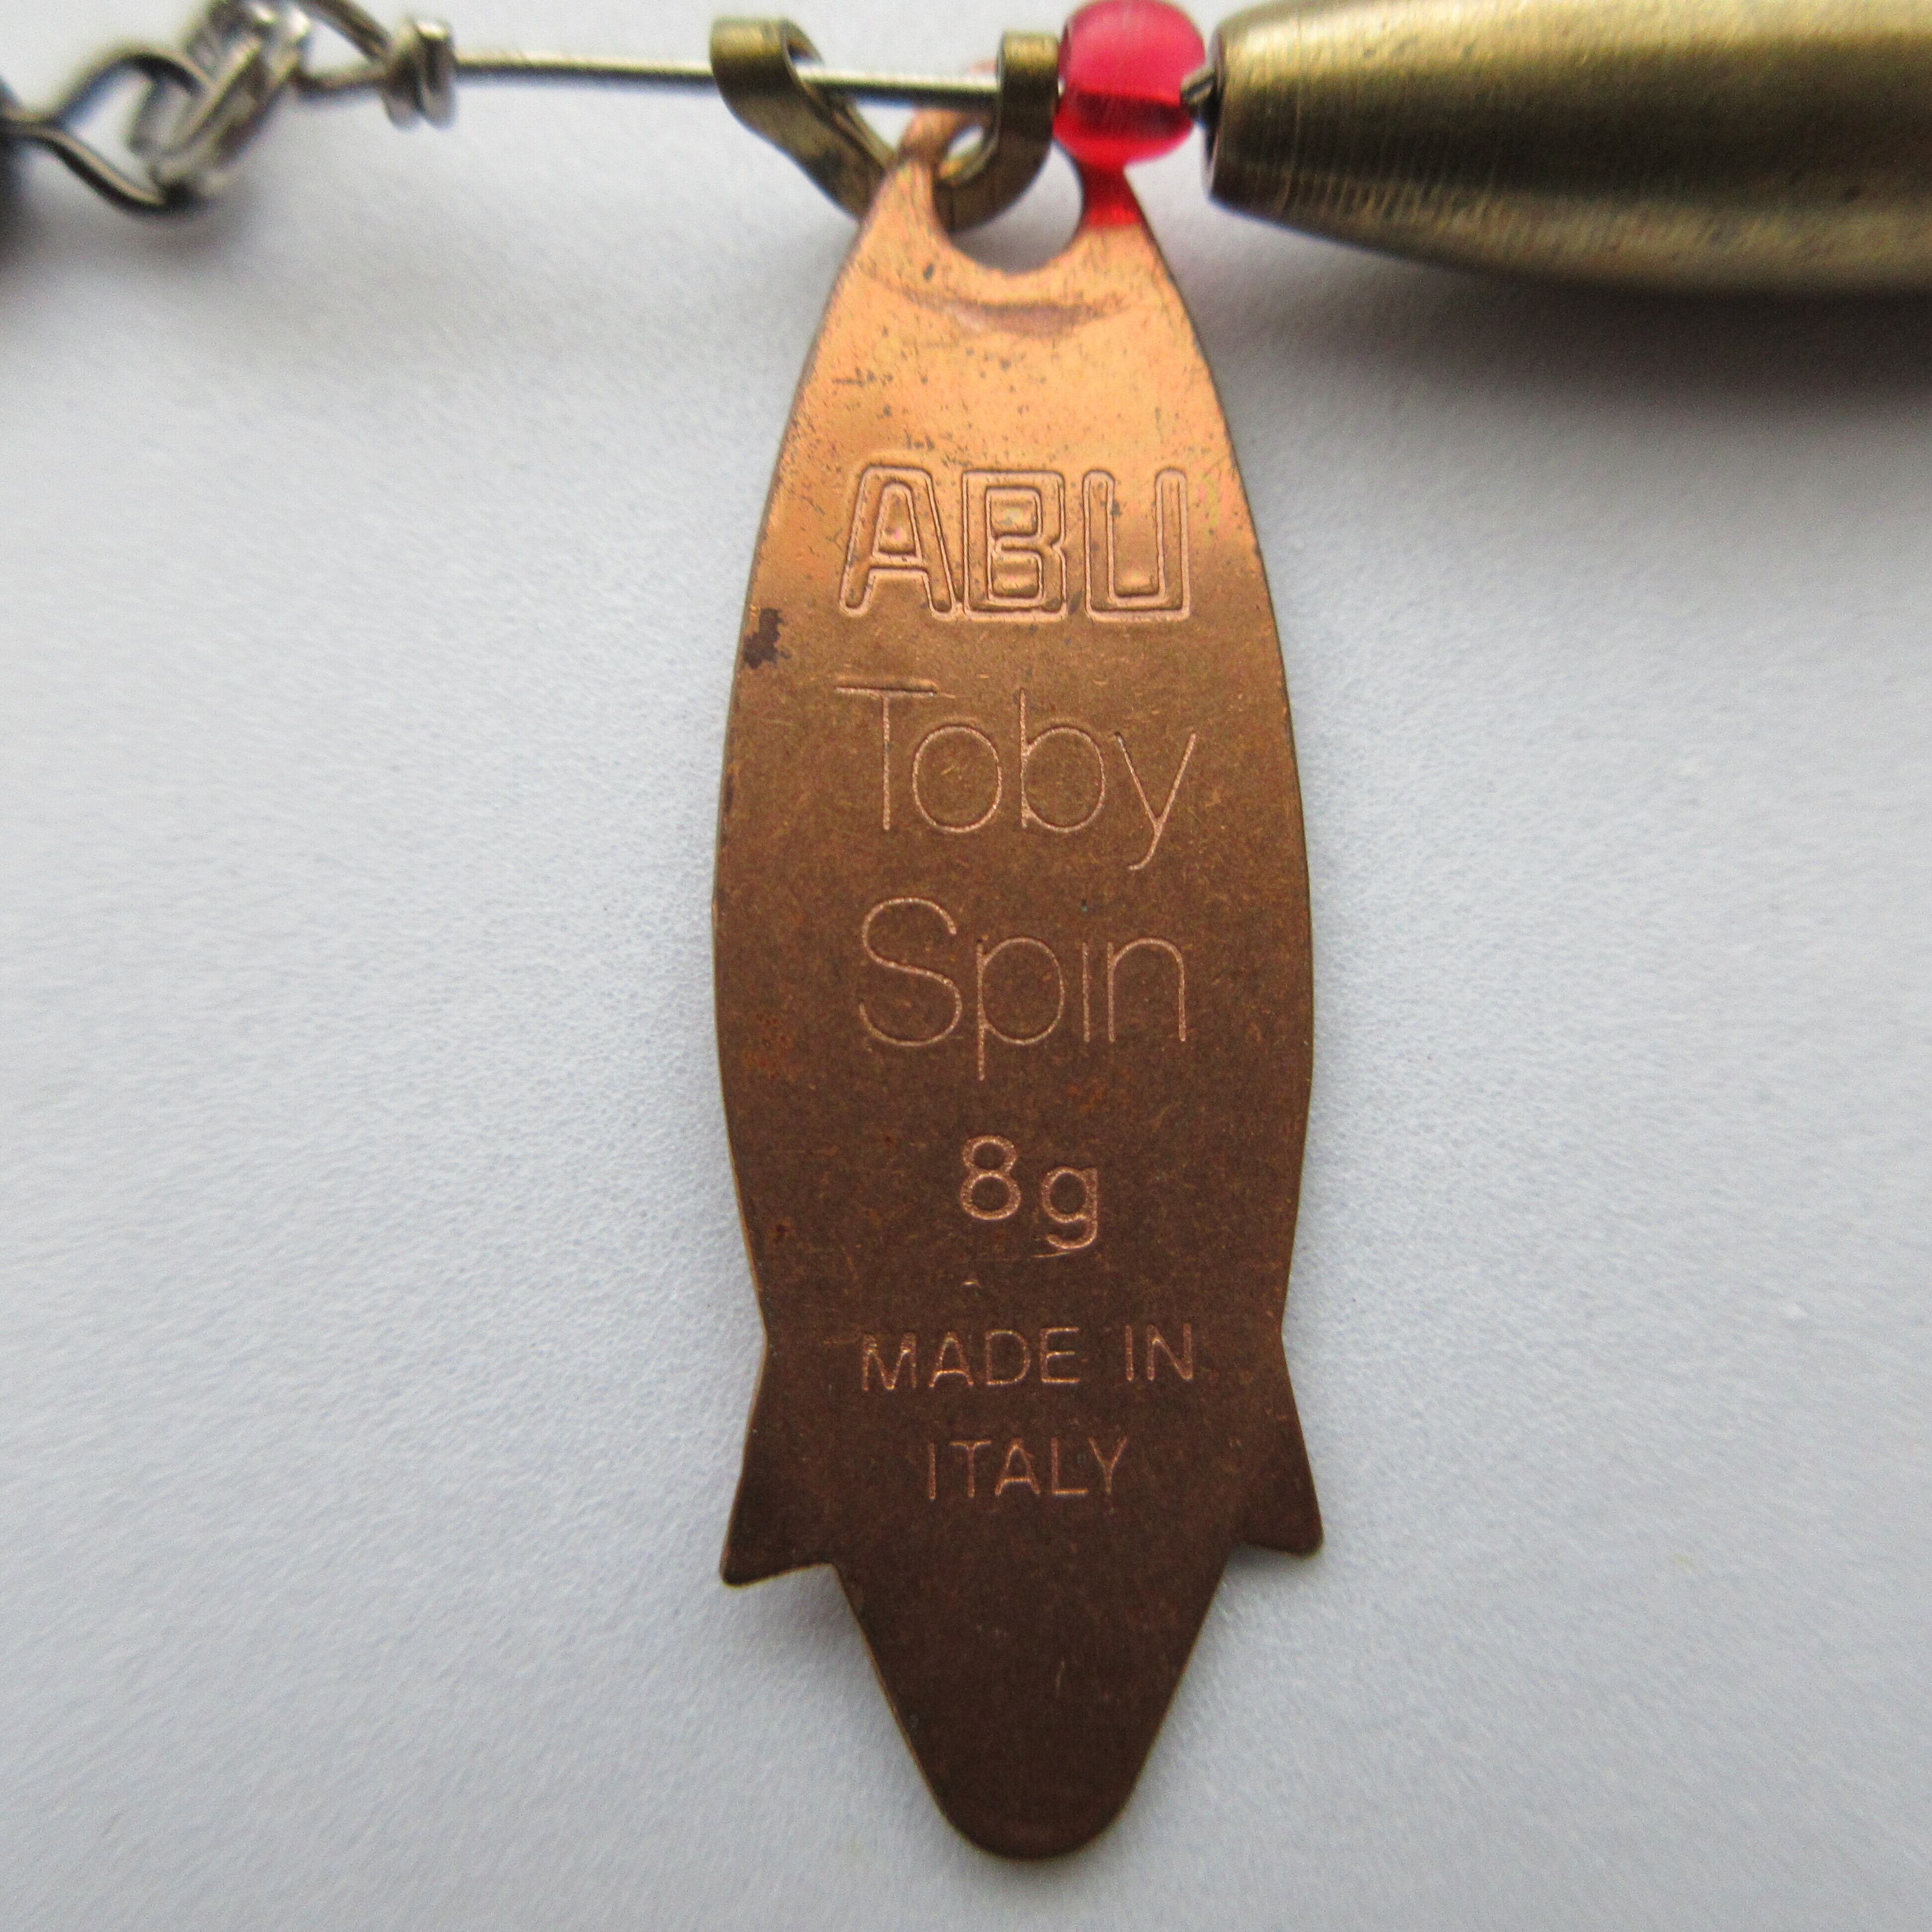 ABU
Toby
Spin
8g
MADE IN
ITALY